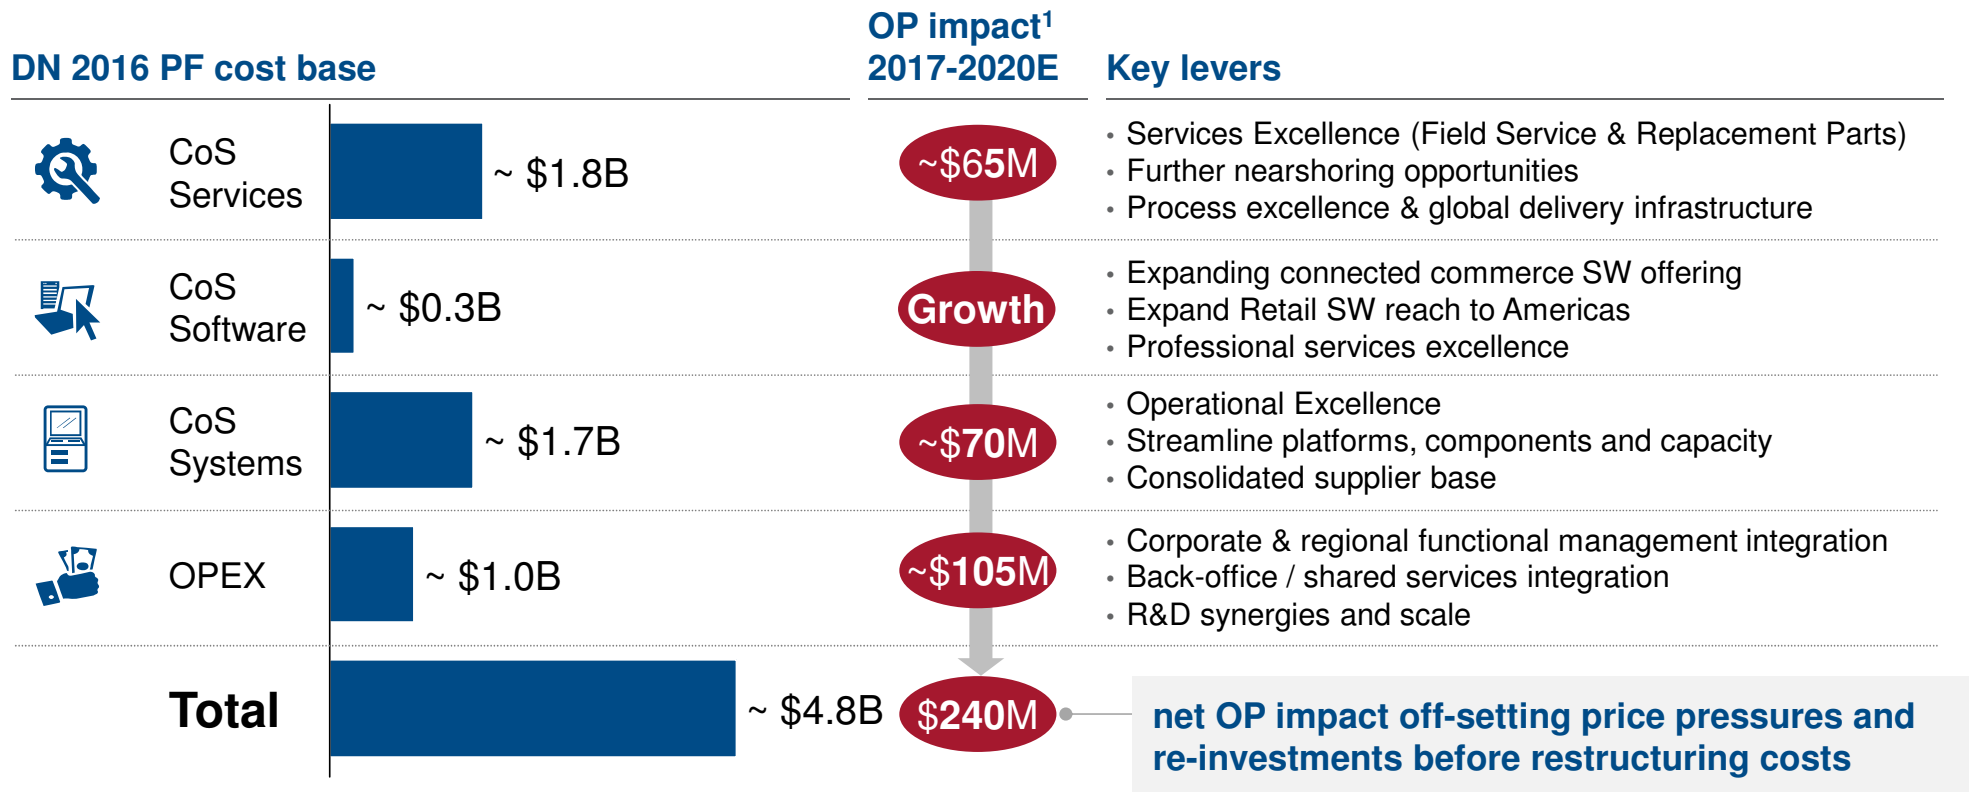 OP impact¹
DN 2016 PF cost base
2017-2020E
Key levers
CoS
Services
~ $1.8B
~$65M
• Services Excellence (Field Service & Replacement Parts)
• Further nearshoring opportunities
• Process excellence & global delivery infrastructure
CoS
Software
~ $0.3B
Growth
• Expanding connected commerce SW offering
• Expand Retail SW reach to Americas
• Professional services excellence
CoS
Systems
~ $1.7B
~$70M
• Operational Excellence
• Streamline platforms, components and capacity
• Consolidated supplier base
OPEX
~ $1.0B
~$105M
• Corporate & regional functional management integration
• Back-office / shared services integration
• R&D synergies and scale
Total
~ $4.8B
$240M
net OP impact off-setting price pressures and
re-investments before restructuring costs